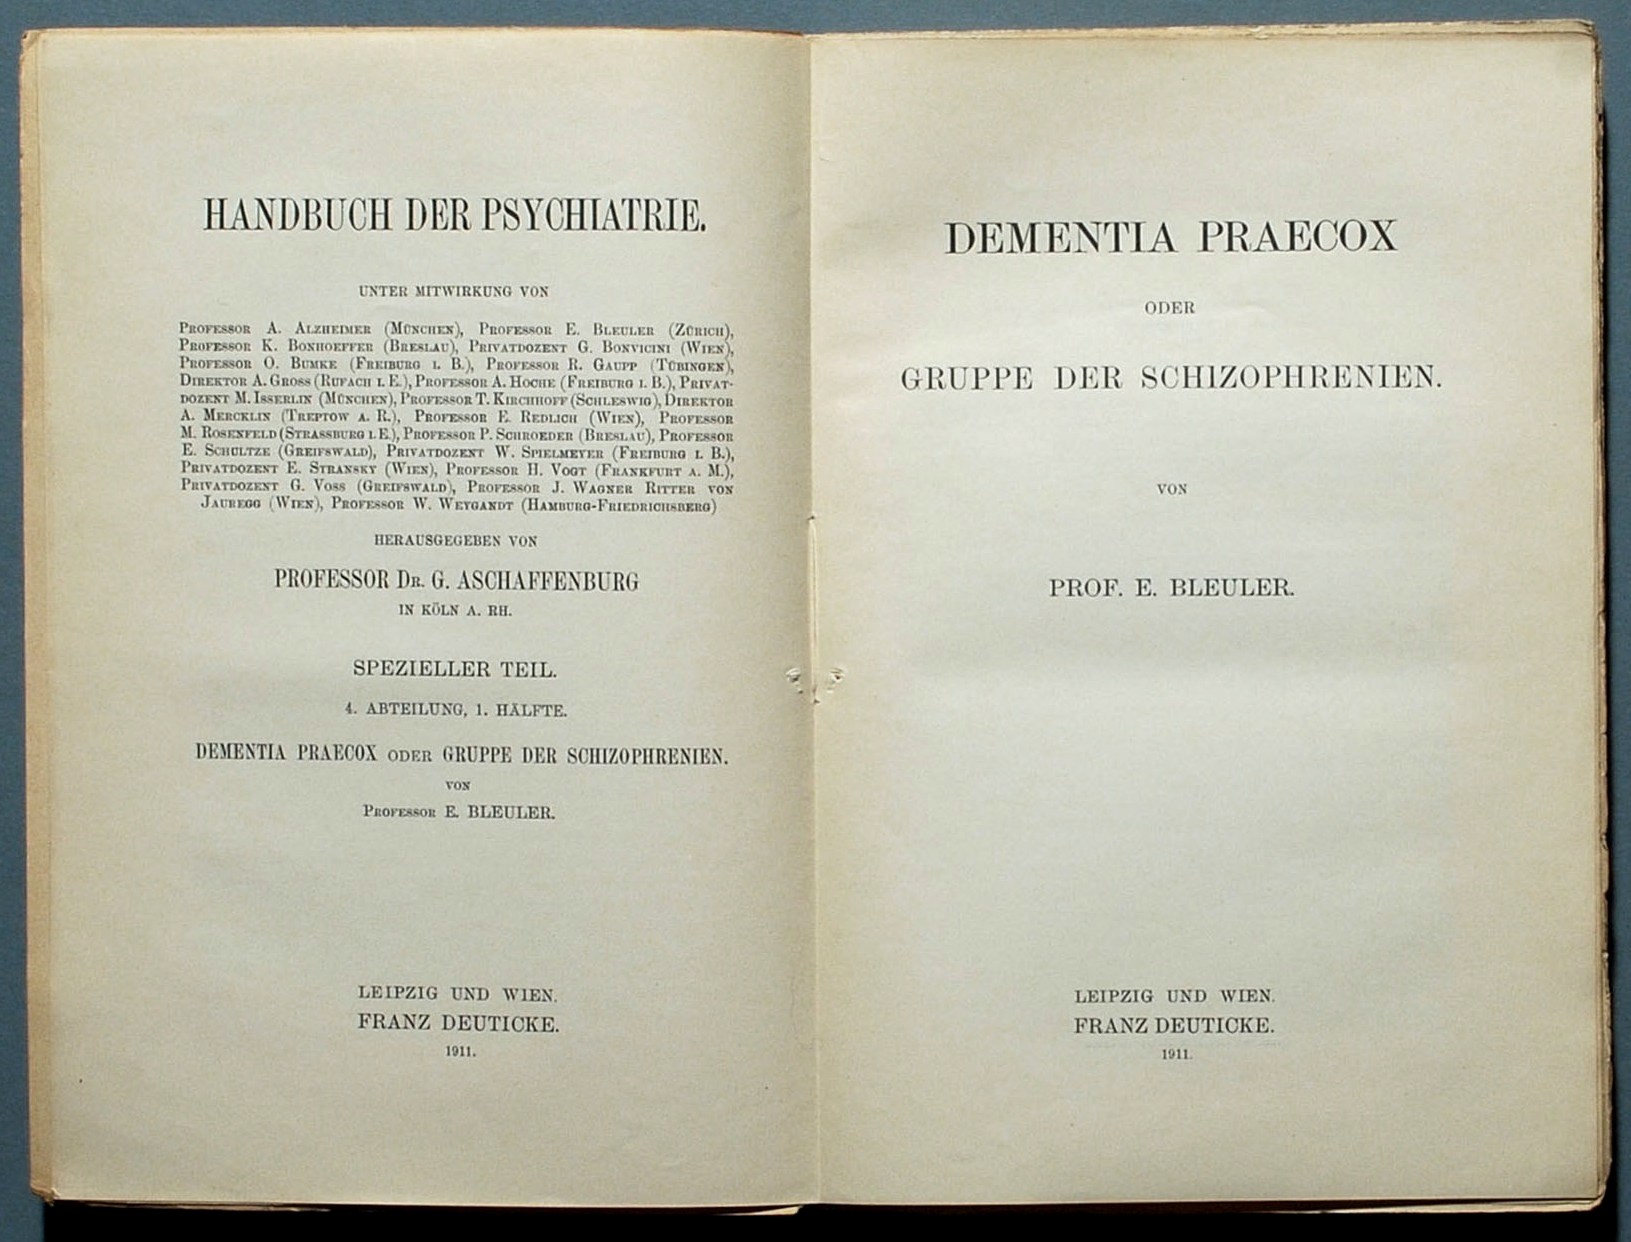 HANDBUCH DER PSYCHIATRIE.
UNTER MITWIRKUNG VON
PROFESSOR A. ALZHEIMER (MÜNCHEN), PROFESSOR E. BLEULER (ZÜRICH),
PROFESSOR K. BONHOEFFER (BRESLAU), PRIVATDOZENT G. BONVICINI (WIEN),
PROFESSOR O. BUMKE (FREIBURG I. B.), PROFESSOR R. GAUPP (TÜBINGEN),
DIREKTOR A. GROSS (RUFACH I. E.), PROFESSOR A. HOCHE (FREIBURG I. B.), PRIVAT-
DOZENT M. ISSERLIN (MÜNCHEN), PROFESSOR T. KIRCHHOFF (SCHLESWIG), DIREKTOR
A. MERCKLIN (TREPTOW A. R.), PROFESSOR E. REDLICH (WIEN), PROFESSOR
M. ROSENFELD (STRASSBURG I. E.), PROFESSOR P. SCHROEDER (BRESLAU), PROFESSOR
E. SCHULTZE (GREIFSWALD), PRIVATDOZENT W. SPIELMEYER (FREIBURG I. B.),
PRIVATDOZENT E. STRANSKY (WIEN), PROFESSOR H. VOGT (FRANKFURT A. M.),
PRIVATDOZENT G. VOSS (GREIFSWALD), PROFESSOR J. WAGNER RITTER VON
JAUREGG (WIEN), PROFESSOR W. WEYGANDT (HAMBURG-FRIEDRICHSBERG)
HERAUSGEGEBEN VON
PROFESSOR DR. G. ASCHAFFENBURG
IN KÖLN A. RH.
SPEZIELLER TEIL.
4. ABTEILUNG, 1. HÄLFTE.
DEMENTIA PRAECOX ODER GRUPPE DER SCHIZOPHRENIEN.
VON
PROFESSOR E. BLEULER.
LEIPZIG UND WIEN.
FRANZ DEUTICKE.
1911.
DEMENTIA PRAECOX
ODER
GRUPPE DER SCHIZOPHRENIEN.
VON
PROF. E. BLEULER.
LEIPZIG UND WIEN.
FRANZ DEUTICKE.
1911.